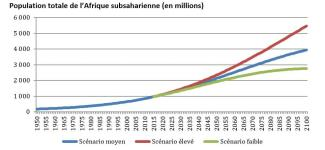 Population totale de l'Afrique subsaharienne (en millions)
6 000
5 000
4 000
3 000
2 000
1 000
0
1950 1955 1960 1965 1970 1975 1980 1985 1990 1995 2000 2005 2010 2015 2020 2025 2030 2035 2040 2045 2050 2055 2060 2065 2070 2075 2080 2085 2090 2095 2100
Scénario moyen Scénario élevé Scénario faible